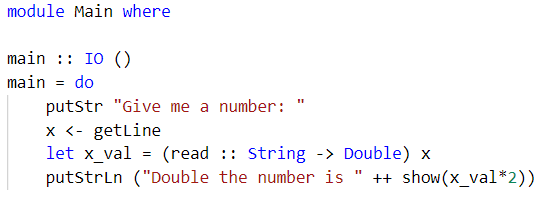 module Main where
main :: IO ()
main = do
putStr "Give me a number: "
x <- getLine
let x_val = (read :: String -> Double) x
putStrLn ("Double the number is " ++ show(x_val*2))